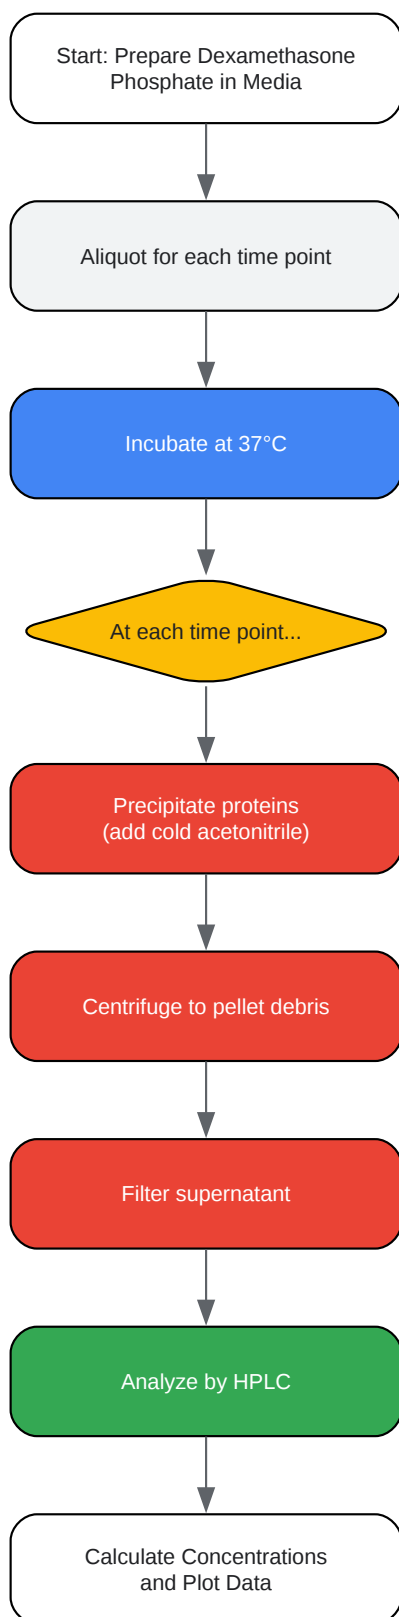 Start: Prepare Dexamethasone
Phosphate in Media
Aliquot for each time point
Incubate at 37°C
At each time point...
Precipitate proteins
(add cold acetonitrile)
Centrifuge to pellet debris
Filter supernatant
Analyze by HPLC
Calculate Concentrations
and Plot Data